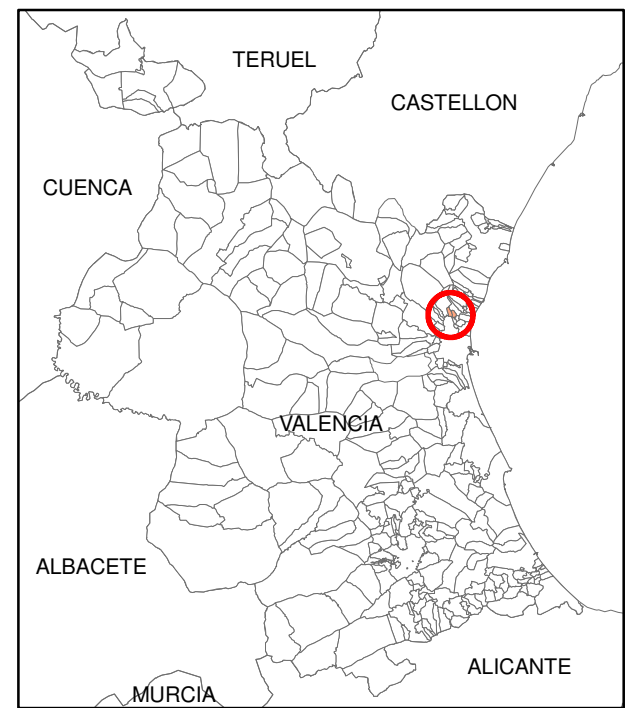 TERUEL
CASTELLON
CUENCA
VALENCIA
ALBACETE
ALICANTE
MURCIA